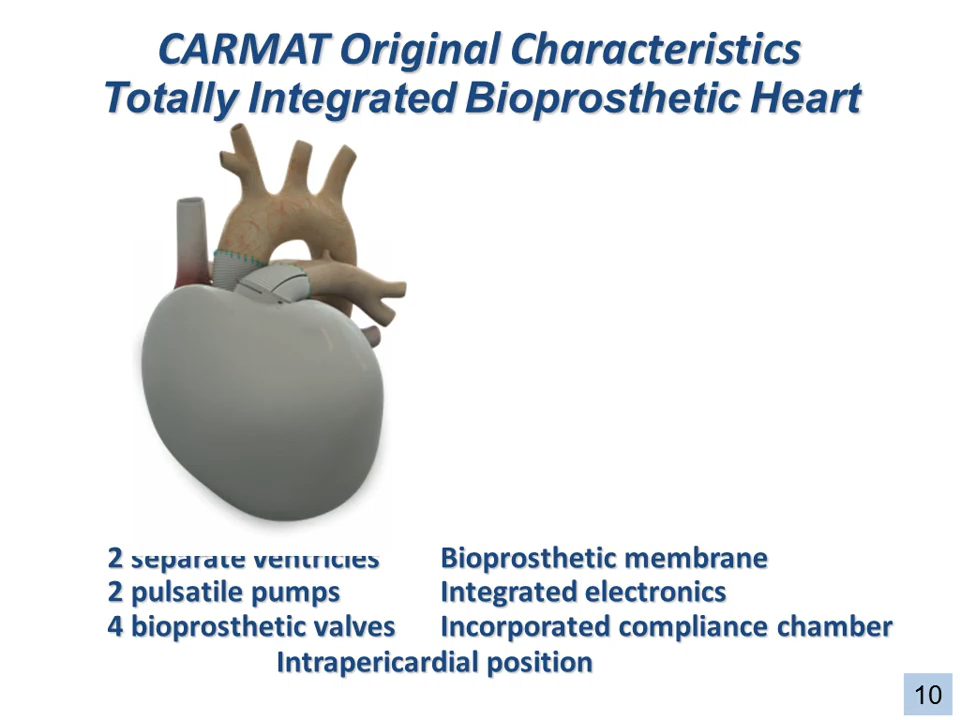 CARMAT Original Characteristics
Totally Integrated Bioprosthetic Heart
2 separate ventricles
Bioprosthetic membrane
2 pulsatile pumps
Integrated electronics
4 bioprosthetic valves
Incorporated compliance chamber
Intrapericardial position
10